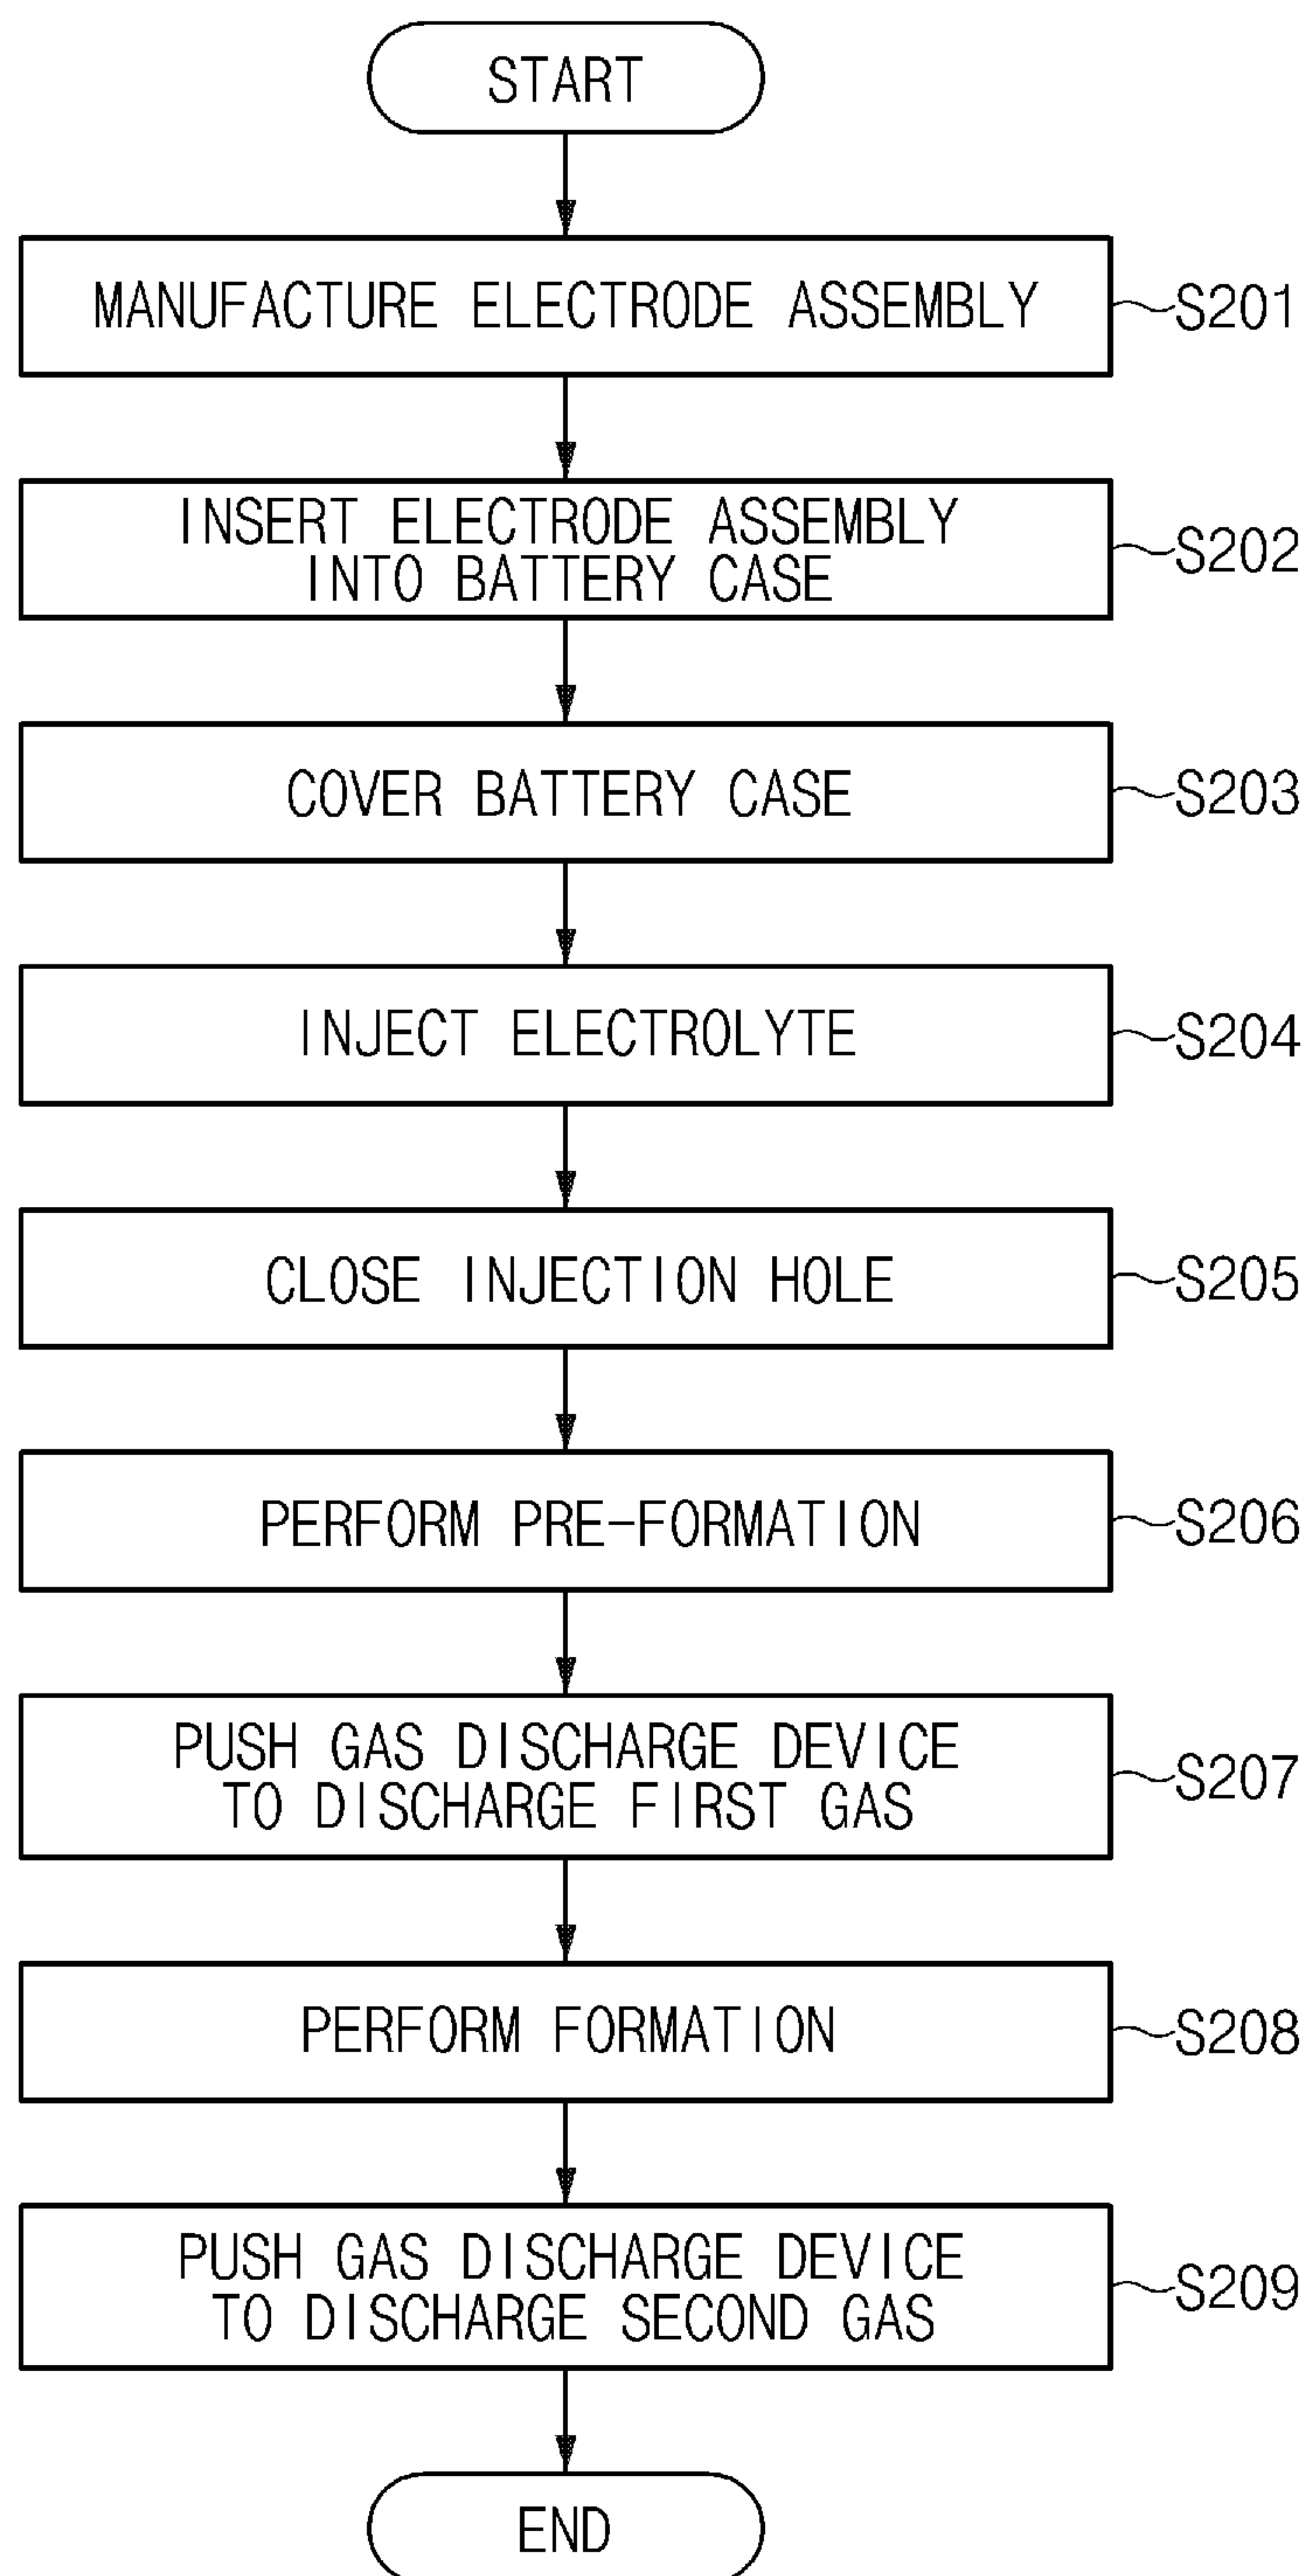 START
MANUFACTURE ELECTRODE ASSEMBLY
S201
INSERT ELECTRODE ASSEMBLY
INTO BATTERY CASE
S202
COVER BATTERY CASE
S203
INJECT ELECTROLYTE
S204
CLOSE INJECTION HOLE
S205
PERFORM PRE-FORMATION
S206
PUSH GAS DISCHARGE DEVICE
TO DISCHARGE FIRST GAS
S207
PERFORM FORMATION
S208
PUSH GAS DISCHARGE DEVICE
TO DISCHARGE SECOND GAS
S209
END